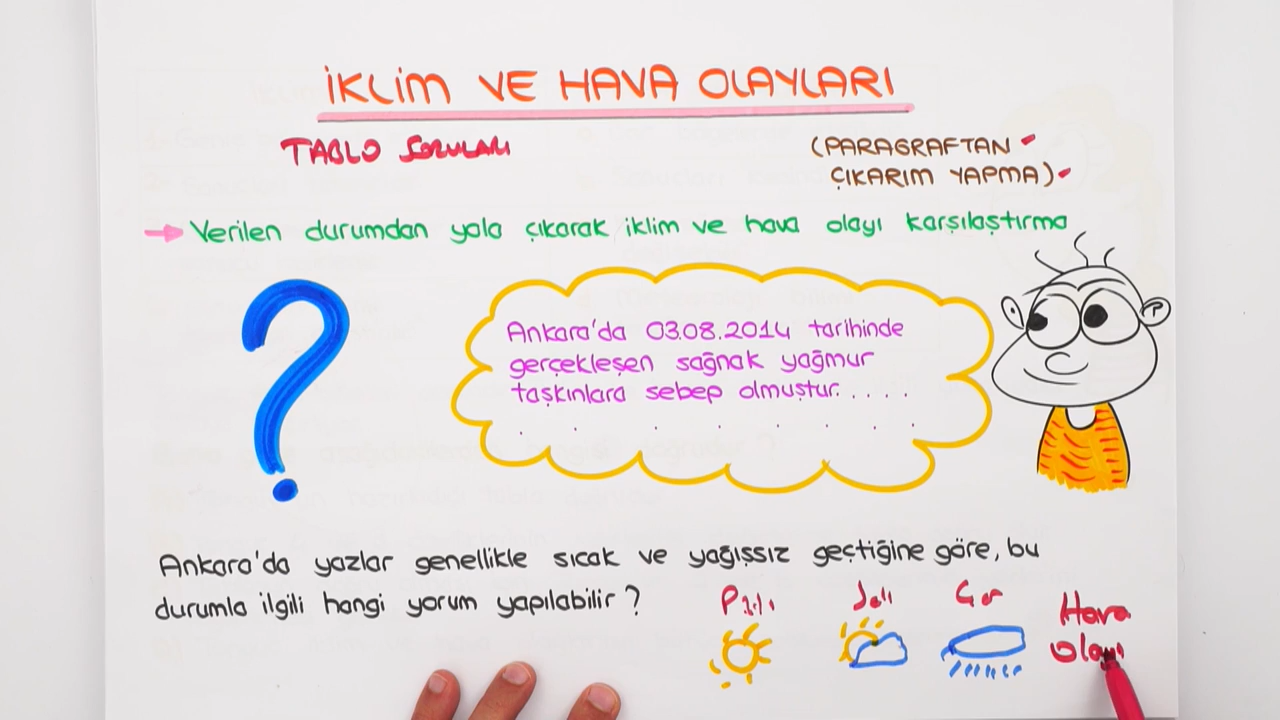 İKLİM VE HAVA OLAYLARI
TABLO SORULARI
(PARAGRAFTAN
ÇIKARIM YAPMA)
Verilen durumdan yola çıkarak iklim ve hava olayı karşılaştırma
Ankara'da 03.08.2014 tarihinde
gerçekleşen sağnak yağmur
taşkınlara sebep olmuştur. . . . .
. . . . . . . .
Ankara'da yazlar genellikle sıcak ve yağışsız geçtiğine göre, bu
durumla ilgili hangi yorum yapılabilir ?
Salı
Hava
olayı